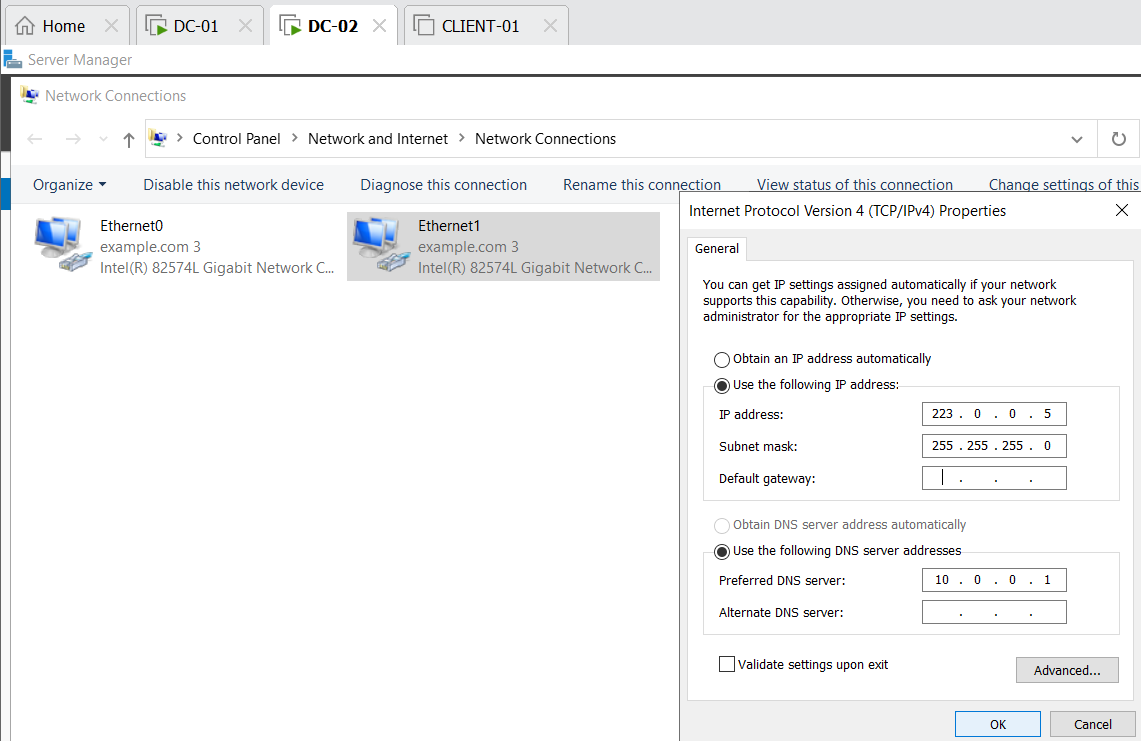 Home
DC-01
DC-02
CLIENT-01
Server Manager
Network Connections
Control Panel
Network and Internet
Network Connections
Organize
Disable this network device
Diagnose this connection
Rename this connection
View status of this connection
Change settings of this
Ethernet0
example.com 3
Intel(R) 82574L Gigabit Network C...
Ethernet1
example.com 3
Intel(R) 82574L Gigabit Network C...
Internet Protocol Version 4 (TCP/IPv4) Properties
General
You can get IP settings assigned automatically if your network
supports this capability. Otherwise, you need to ask your network
administrator for the appropriate IP settings.
Obtain an IP address automatically
Use the following IP address:
IP address:
223 . 0 . 0 . 5
Subnet mask:
255 . 255 . 255 . 0
Default gateway:
. . .
Obtain DNS server address automatically
Use the following DNS server addresses
Preferred DNS server:
10 . 0 . 0 . 1
Alternate DNS server:
. . .
Validate settings upon exit
Advanced...
OK
Cancel